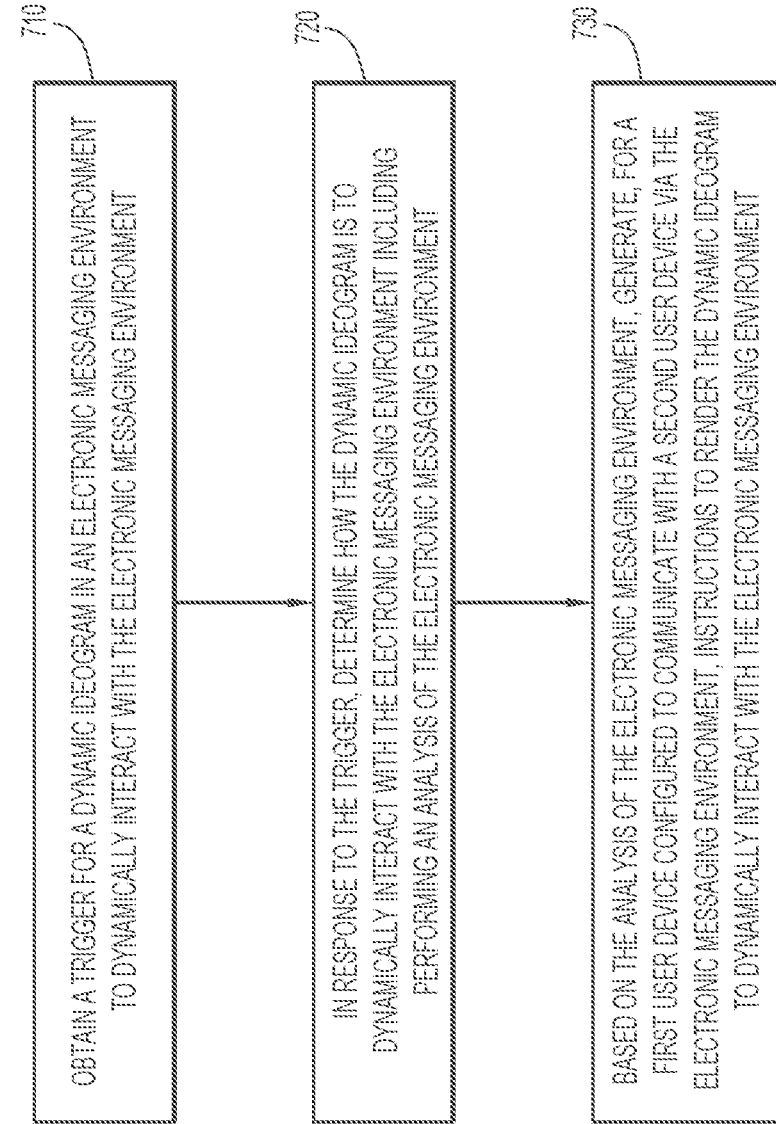 710
OBTAIN A TRIGGER FOR A DYNAMIC IDEOGRAM IN AN ELECTRONIC MESSAGING ENVIRONMENT
TO DYNAMICALLY INTERACT WITH THE ELECTRONIC MESSAGING ENVIRONMENT
720
IN RESPONSE TO THE TRIGGER, DETERMINE HOW THE DYNAMIC IDEOGRAM IS TO
DYNAMICALLY INTERACT WITH THE ELECTRONIC MESSAGING ENVIRONMENT INCLUDING
PERFORMING AN ANALYSIS OF THE ELECTRONIC MESSAGING ENVIRONMENT
730
BASED ON THE ANALYSIS OF THE ELECTRONIC MESSAGING ENVIRONMENT, GENERATE, FOR A
FIRST USER DEVICE CONFIGURED TO COMMUNICATE WITH A SECOND USER DEVICE VIA THE
ELECTRONIC MESSAGING ENVIRONMENT, INSTRUCTIONS TO RENDER THE DYNAMIC IDEOGRAM
TO DYNAMICALLY INTERACT WITH THE ELECTRONIC MESSAGING ENVIRONMENT